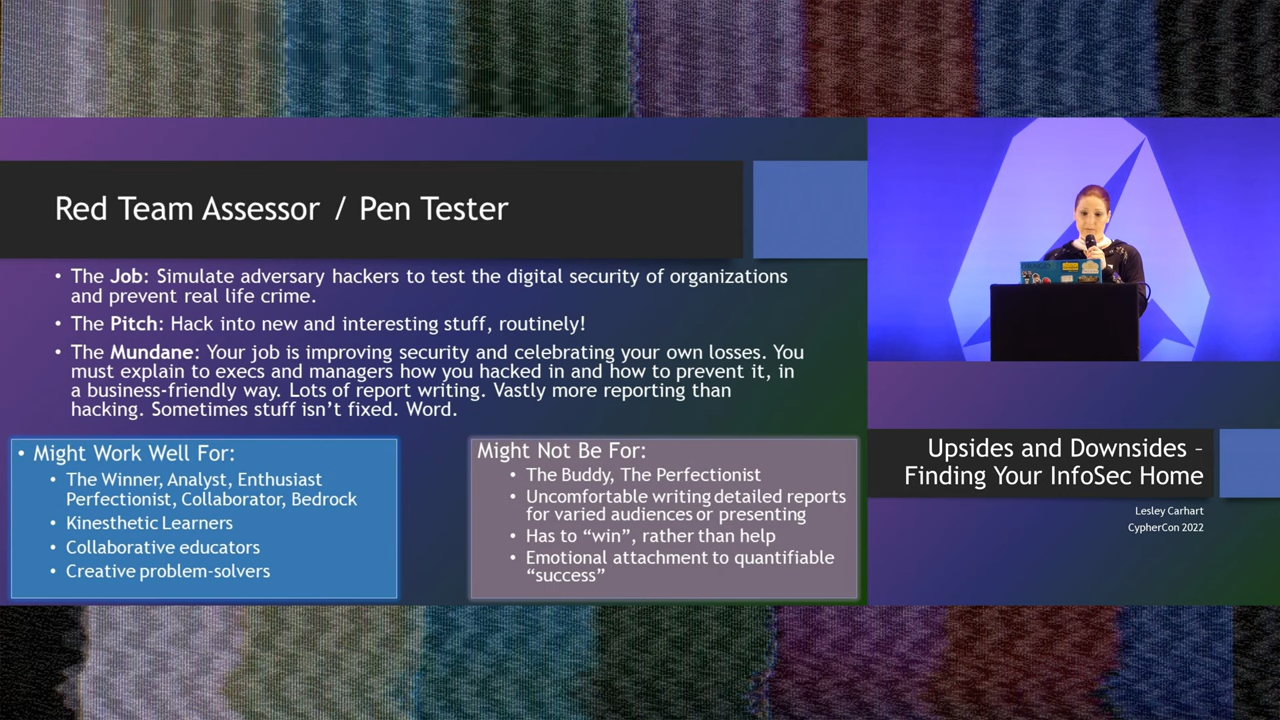 Red Team Assessor / Pen Tester
• The Job: Simulate adversary hackers to test the digital security of organizations
and prevent real life crime.
• The Pitch: Hack into new and interesting stuff, routinely!
• The Mundane: Your job is improving security and celebrating your own losses. You
must explain to execs and managers how you hacked in and how to prevent it, in
a business-friendly way. Lots of report writing. Vastly more reporting than
hacking. Sometimes stuff isn't fixed. Word.
• Might Work Well For:
• The Winner, Analyst, Enthusiast
Perfectionist, Collaborator, Bedrock
• Kinesthetic Learners
• Collaborative educators
• Creative problem-solvers
Might Not Be For:
• The Buddy, The Perfectionist
• Uncomfortable writing detailed reports
for varied audiences or presenting
• Has to “win”, rather than help
• Emotional attachment to quantifiable
“success”
Upsides and Downsides –
Finding Your InfoSec Home
Lesley Carhart
CypherCon 2022